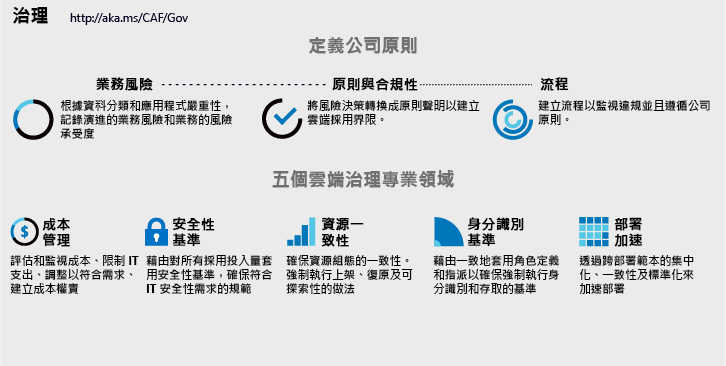 治理 http://aka.ms/CAF/Gov
定義公司原則
業務風險 原則與合規性 流程
根據資料分類和應用程式嚴重性，
記錄演進的業務風險和業務的風險
承受度
將風險決策轉換成原則聲明以建立
雲端採用界限。
建立流程以監視違規並且遵循公司
原則。
五個雲端治理專業領域
成本
管理
評估和監視成本、限制 IT
支出、調整以符合需求、
建立成本權責
安全性
基準
藉由對所有採用投入量套
用安全性基準，確保符合
IT 安全性需求的規範
資源一
致性
確保資源組態的一致性。
強制執行上架、復原及可
探索性的做法
身分識別
基準
藉由一致地套用角色定義
和指派以確保強制執行身
分識別和存取的基準
部署
加速
透過跨部署範本的集中
化、一致性及標準化來
加速部署